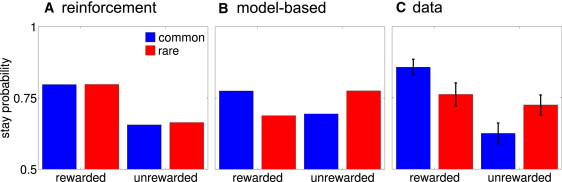 A reinforcement B model-based C data
1
0.75
0.5
stay probability
common
rare
rewarded unrewarded rewarded unrewarded rewarded unrewarded